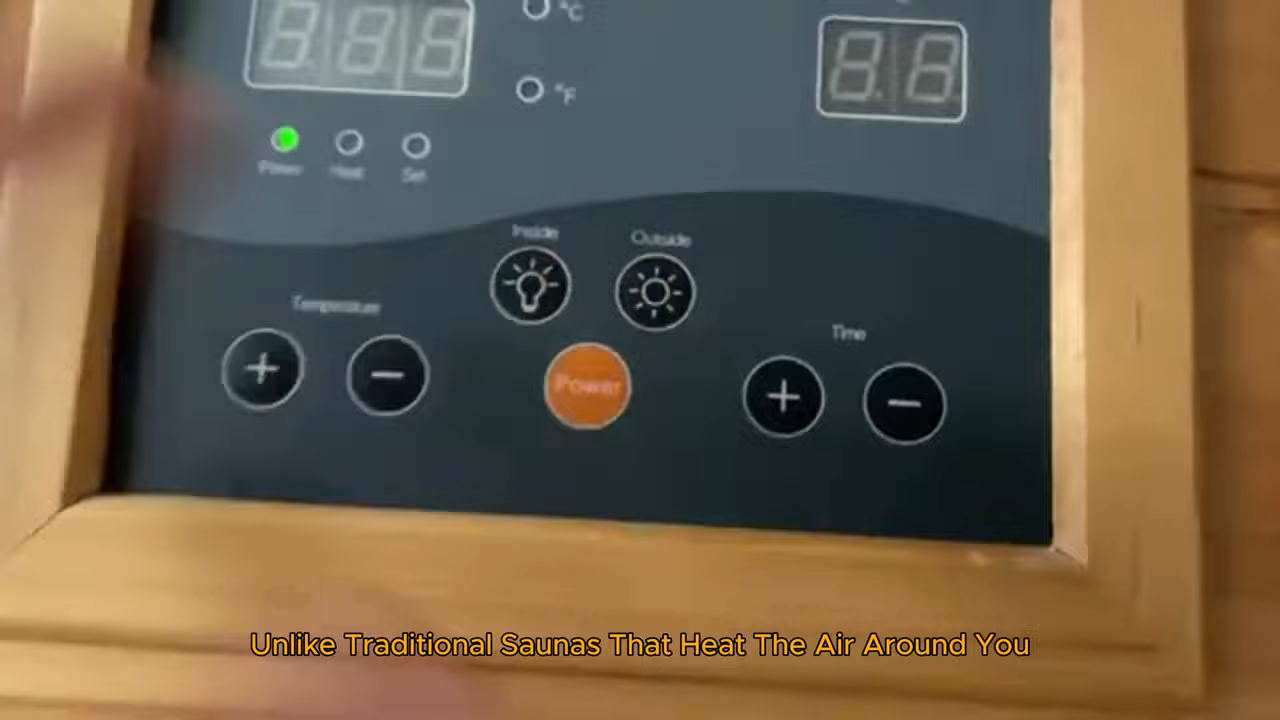 °C
°F
Power
Heat
Set
Inside
Outside
Temperature
Time
+
−
Power
+
−
Unlike Traditional Saunas That Heat The Air Around You